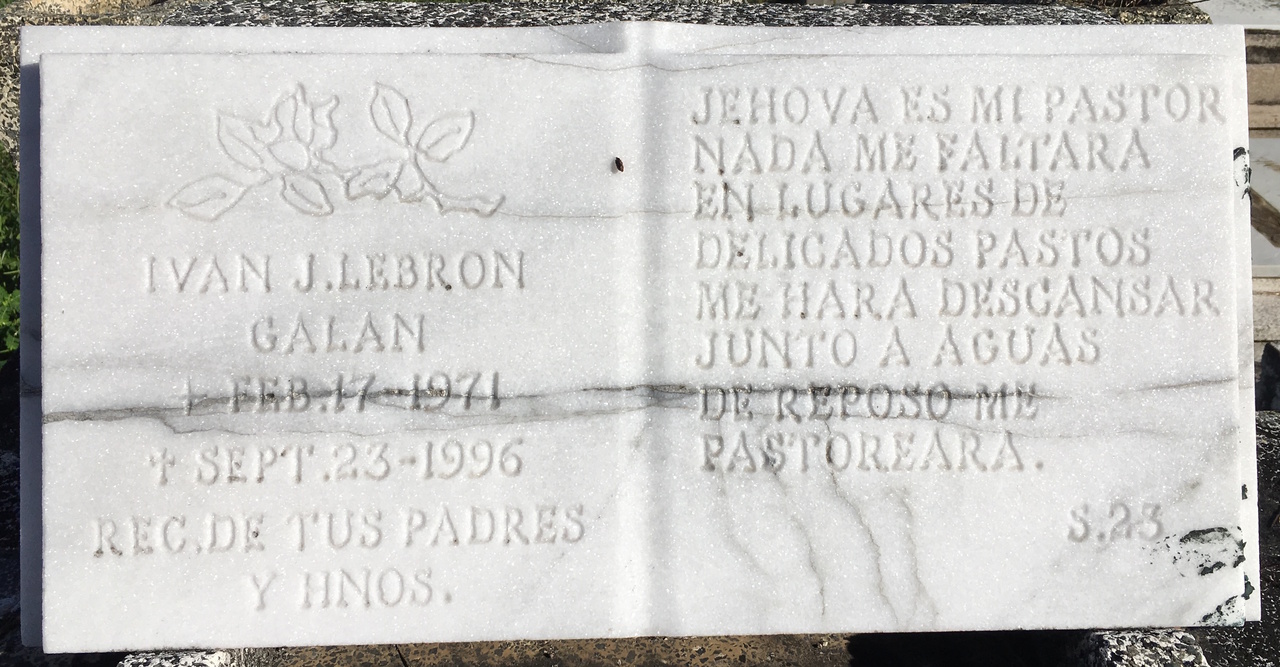 IVAN J. LEBRON
GALAN
† FEB.17-1971
✝ SEPT.23-1996
REC.DE TUS PADRES
Y HNOS.
JEHOVA ES MI PASTOR
NADA ME FALTARA
EN LUGARES DE
DELICADOS PASTOS
ME HARA DESCANSAR
JUNTO A AGUAS
DE REPOSO ME
PASTOREARA.
S.23